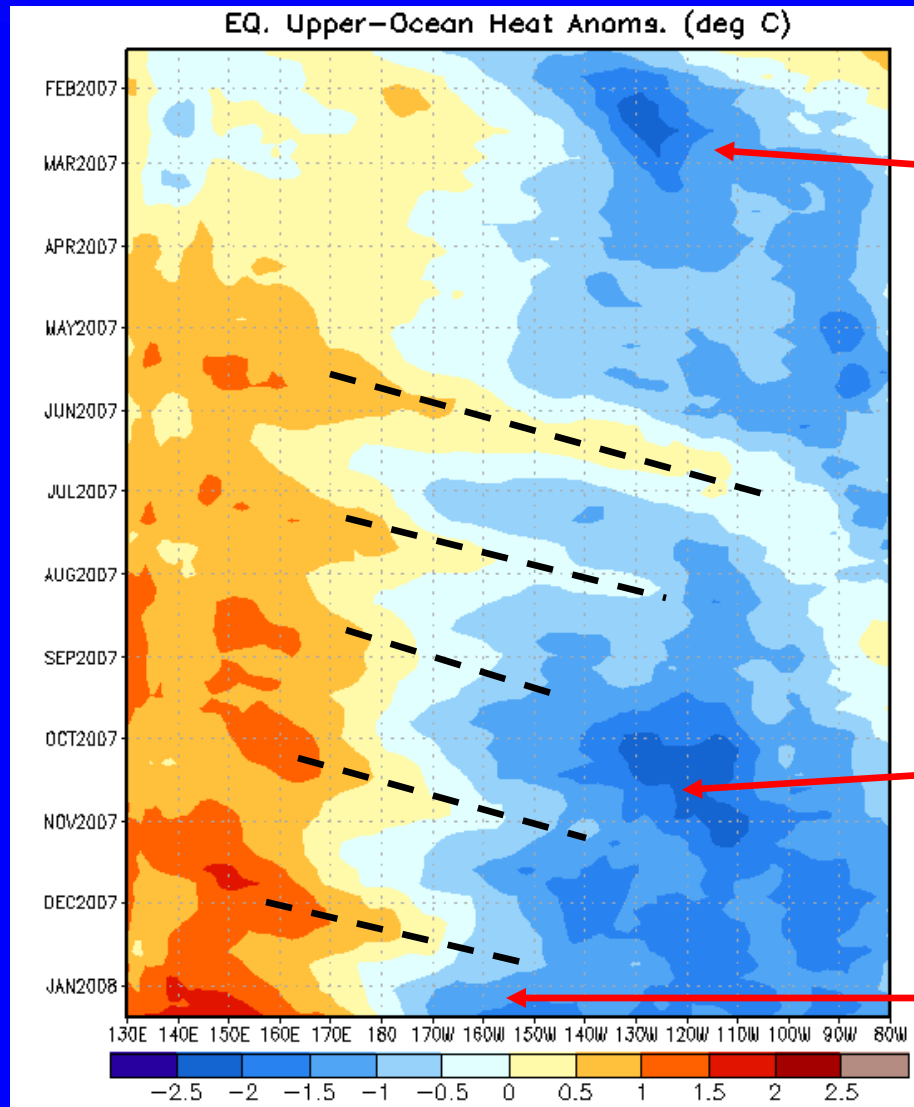 EQ. Upper-Ocean Heat Anoms. (deg C)
FEB2007
MAR2007
APR2007
MAY2007
JUN2007
JUL2007
AUG2007
SEP2007
OCT2007
NOV2007
DEC2007
JAN2008
130E 140E 150E 160E 170E 180 170W 160W 150W 140W 130W 120W 110W 100W 90W 80W
-2.5 -2 -1.5 -1 -0.5 0 0.5 1 1.5 2 2.5